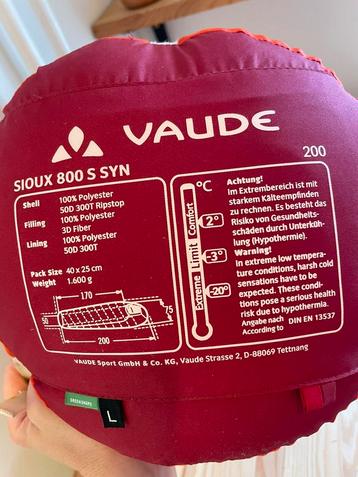 VAUDE
200
SIOUX 800 S SYN
Shell 100% Polyester
50D 300T Ripstop
Filling 100% Polyester
3D Fiber
Lining 100% Polyester
50D 300T
Pack Size 40 x 25 cm
Weight 1.600 g
170
75
200
°C
Comfort
Limit
Extreme
2°
-3°
-20°
Achtung!
im Extrembereich ist mit
starkem Kälteempfinden
zu rechnen. Es besteht das
Risiko von Gesundheits-
schäden durch Unterküh-
lung (Hypothermie).
Warning!
in extreme low tempera-
ture conditions, harsh cold
sensations have to be
expected. These condi-
tions pose a serious health
risk due to hypothermia.
Angabe nach
According to DIN EN 13537
VAUDE Sport GmbH & Co. KG, Vaude Strasse 2, D-88069 Tettnang
GREEN SHAPE
L